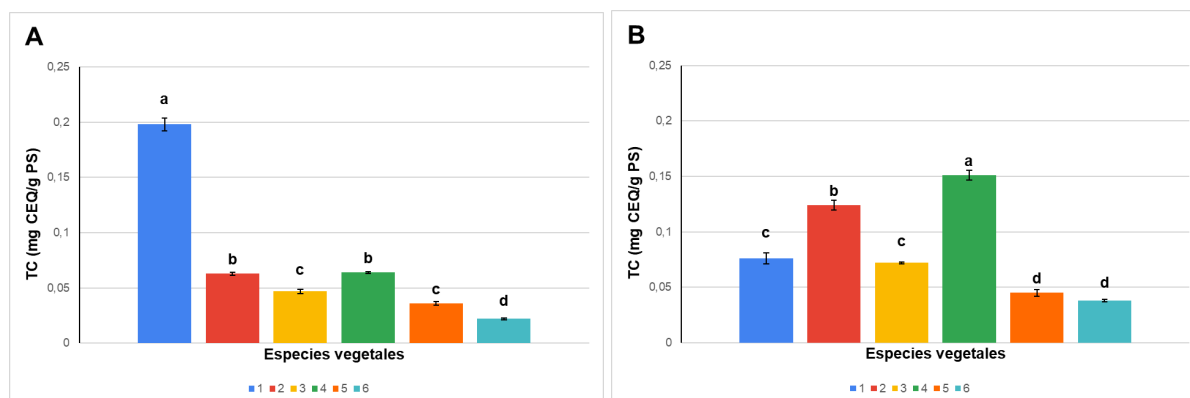 A
TC (mg CEQ/g PS)
0,25
0,2
0,15
0,1
0,05
0
a
b
c
b
c
d
Especies vegetales
1 2 3 4 5 6
B
TC (mg CEQ/g PS)
0,25
0,2
0,15
0,1
0,05
0
c
b
c
a
d
d
Especies vegetales
1 2 3 4 5 6